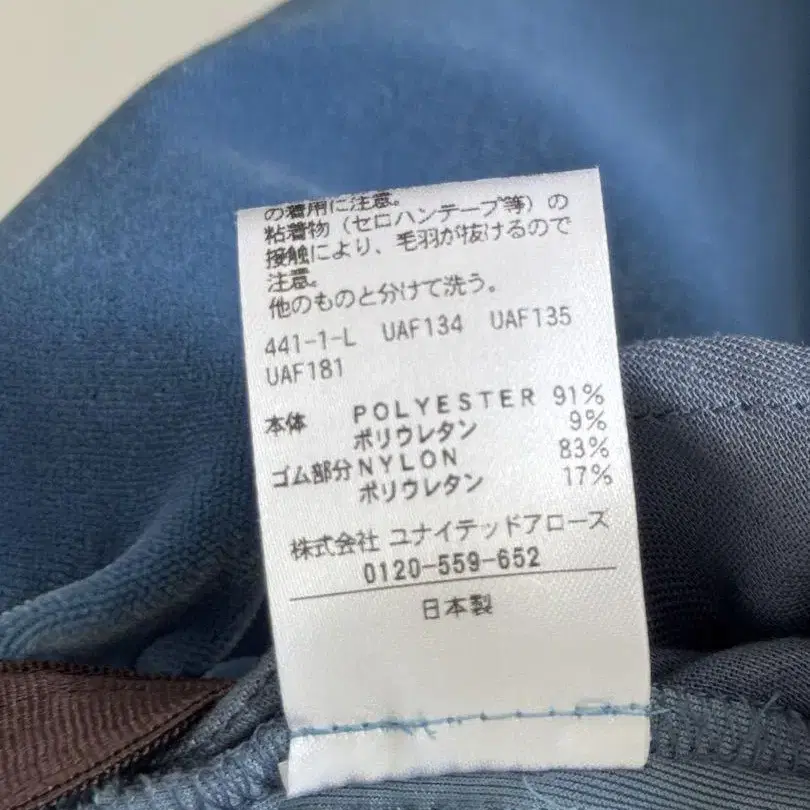 の着用に注意。
粘着物（セロハンテープ等）の
接触により、毛羽が抜けるので
注意。
他のものと分けて洗う。
441-1-L UAF134 UAF135
UAF181
本体 POLYESTER 91%
ポリウレタン 9%
ゴム部分 NYLON 83%
ポリウレタン 17%
株式会社 ユナイテッドアローズ
0120-559-652
日本製